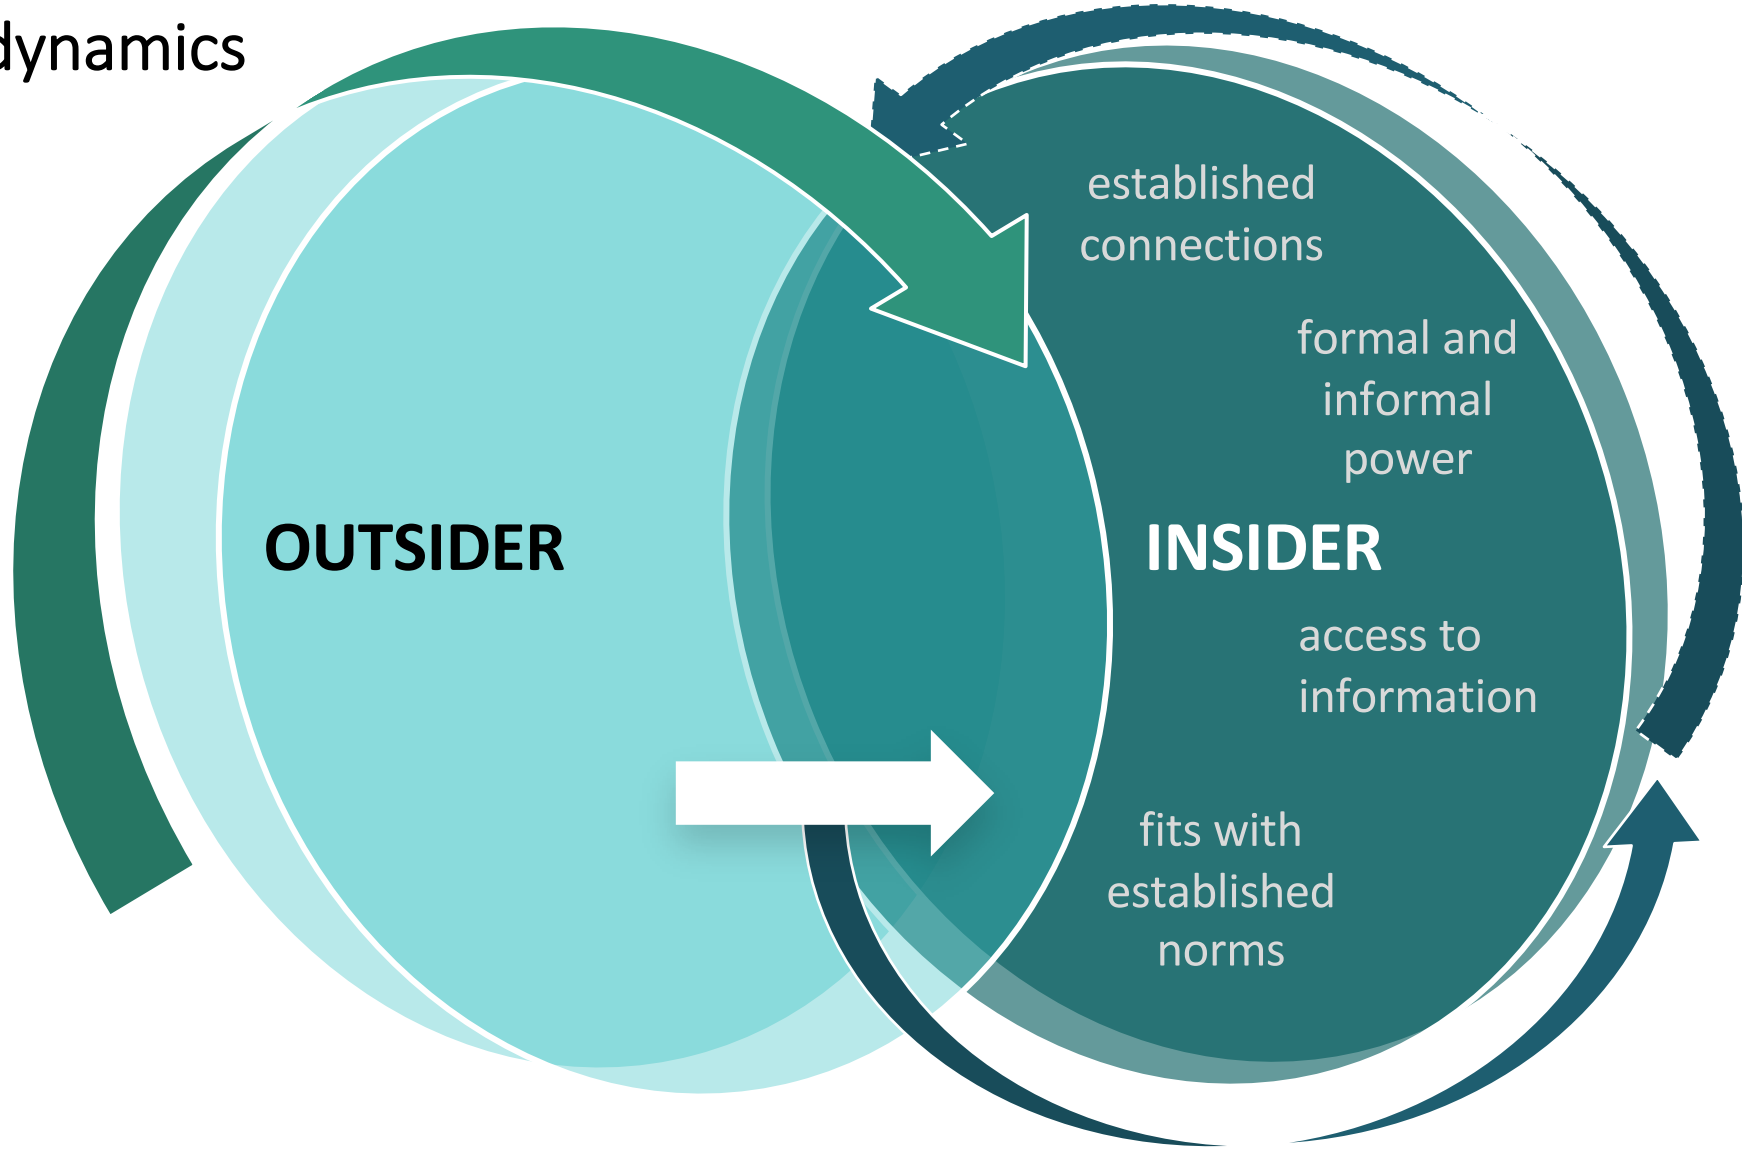 dynamics
established
connections
formal and
informal
power
OUTSIDER
INSIDER
access to
information
fits with
established
norms